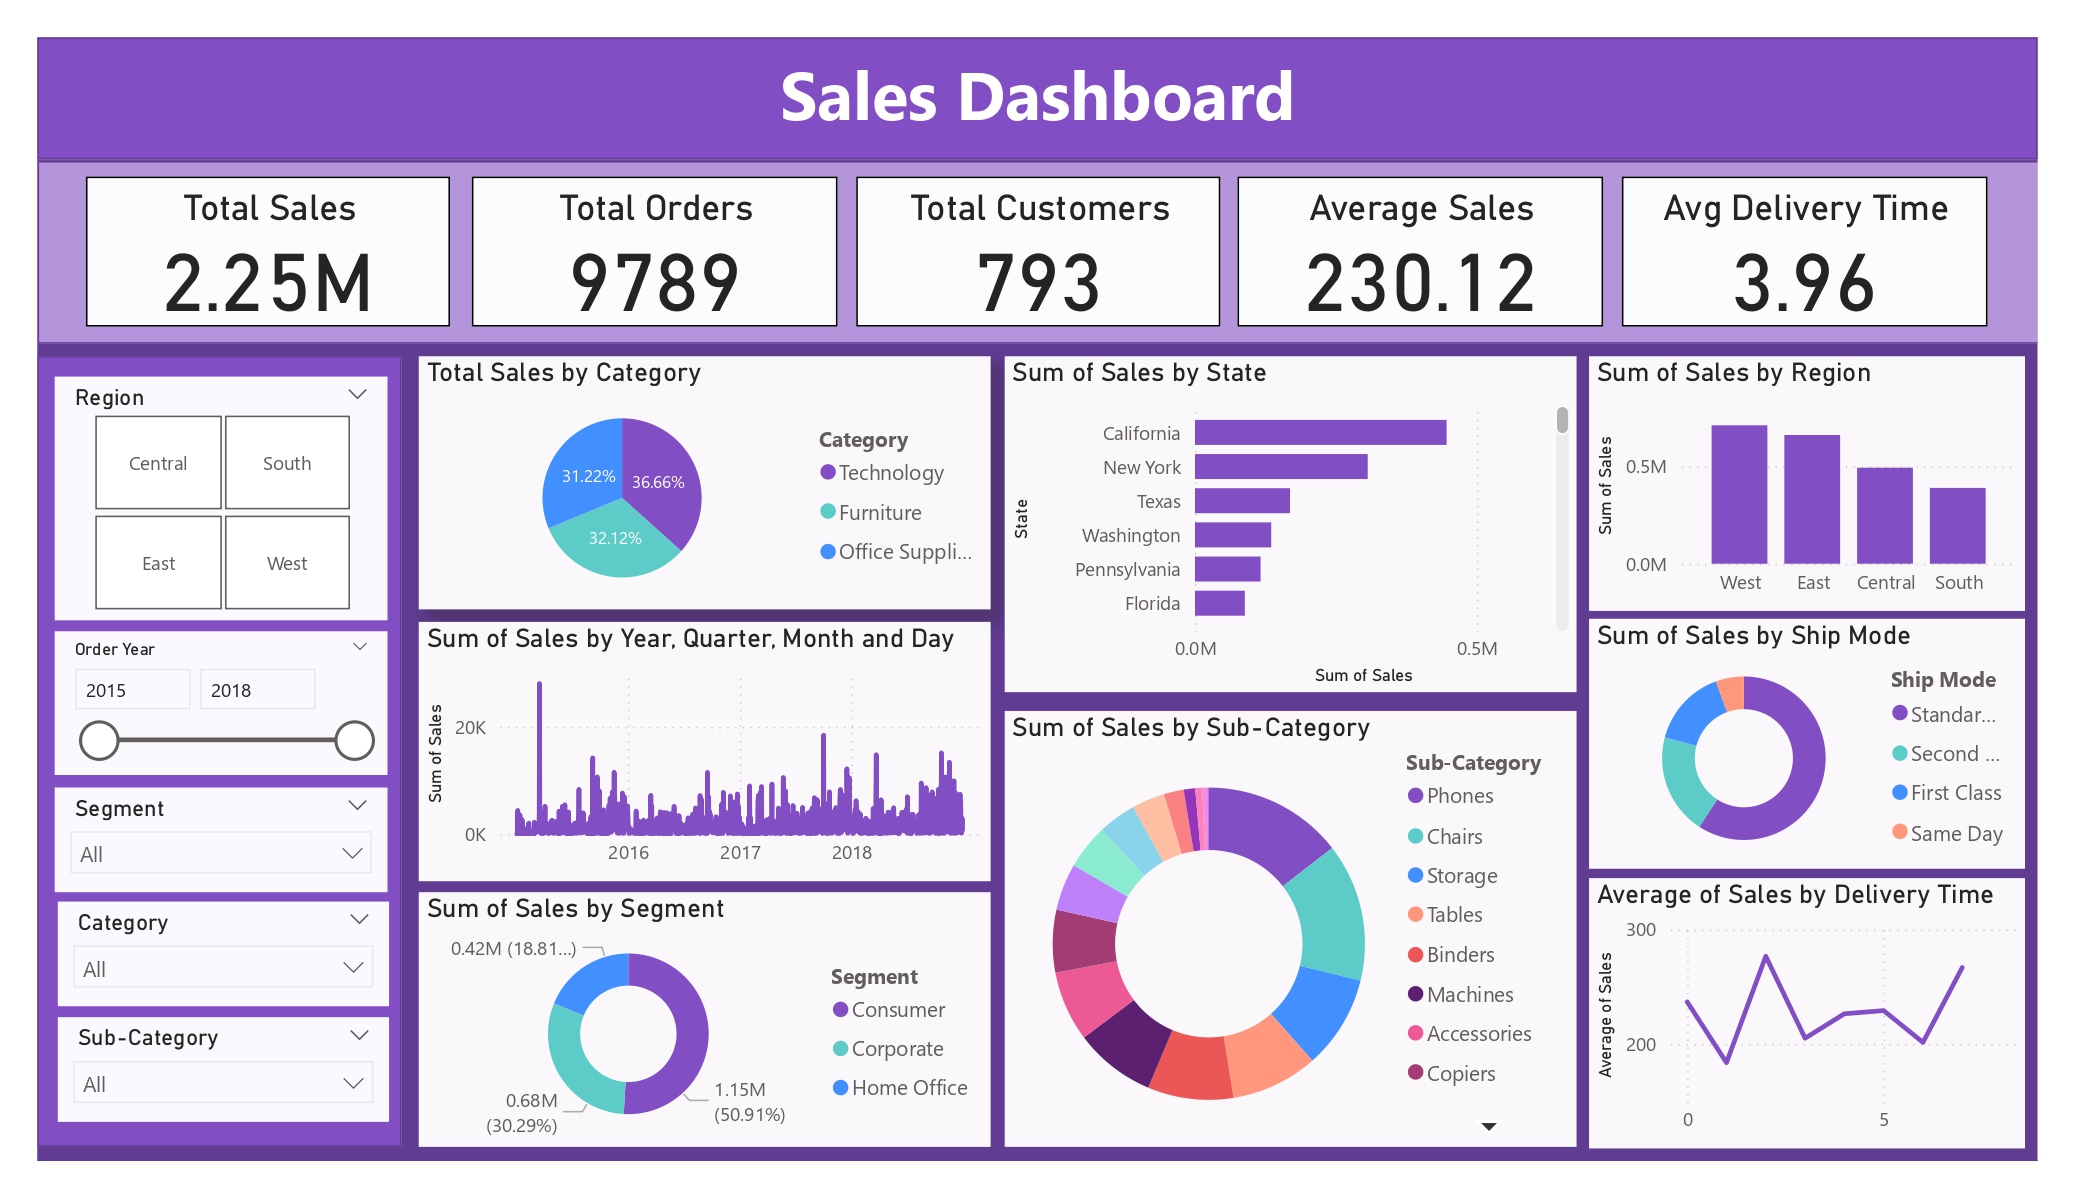 Sales Dashboard
Total Sales
2.25M
Total Orders
9789
Total Customers
793
Average Sales
230.12
Avg Delivery Time
3.96
Region
Central
South
East
West
Order Year
2015
2018
Segment
All
Category
All
Sub-Category
All
Total Sales by Category
31.22%
36.66%
32.12%
Category
Technology
Furniture
Office Suppli...
Sum of Sales by Year, Quarter, Month and Day
Sum of Sales
20K
0K
2016
2017
2018
Sum of Sales by Segment
0.42M (18.81...)
0.68M
(30.29%)
1.15M
(50.91%)
Segment
Consumer
Corporate
Home Office
Sum of Sales by State
State
California
New York
Texas
Washington
Pennsylvania
Florida
0.0M
0.5M
Sum of Sales
Sum of Sales by Sub-Category
Sub-Category
Phones
Chairs
Storage
Tables
Binders
Machines
Accessories
Copiers
Sum of Sales by Region
Sum of Sales
0.5M
0.0M
West
East
Central
South
Sum of Sales by Ship Mode
Ship Mode
Standar...
Second ...
First Class
Same Day
Average of Sales by Delivery Time
Average of Sales
300
200
0
5